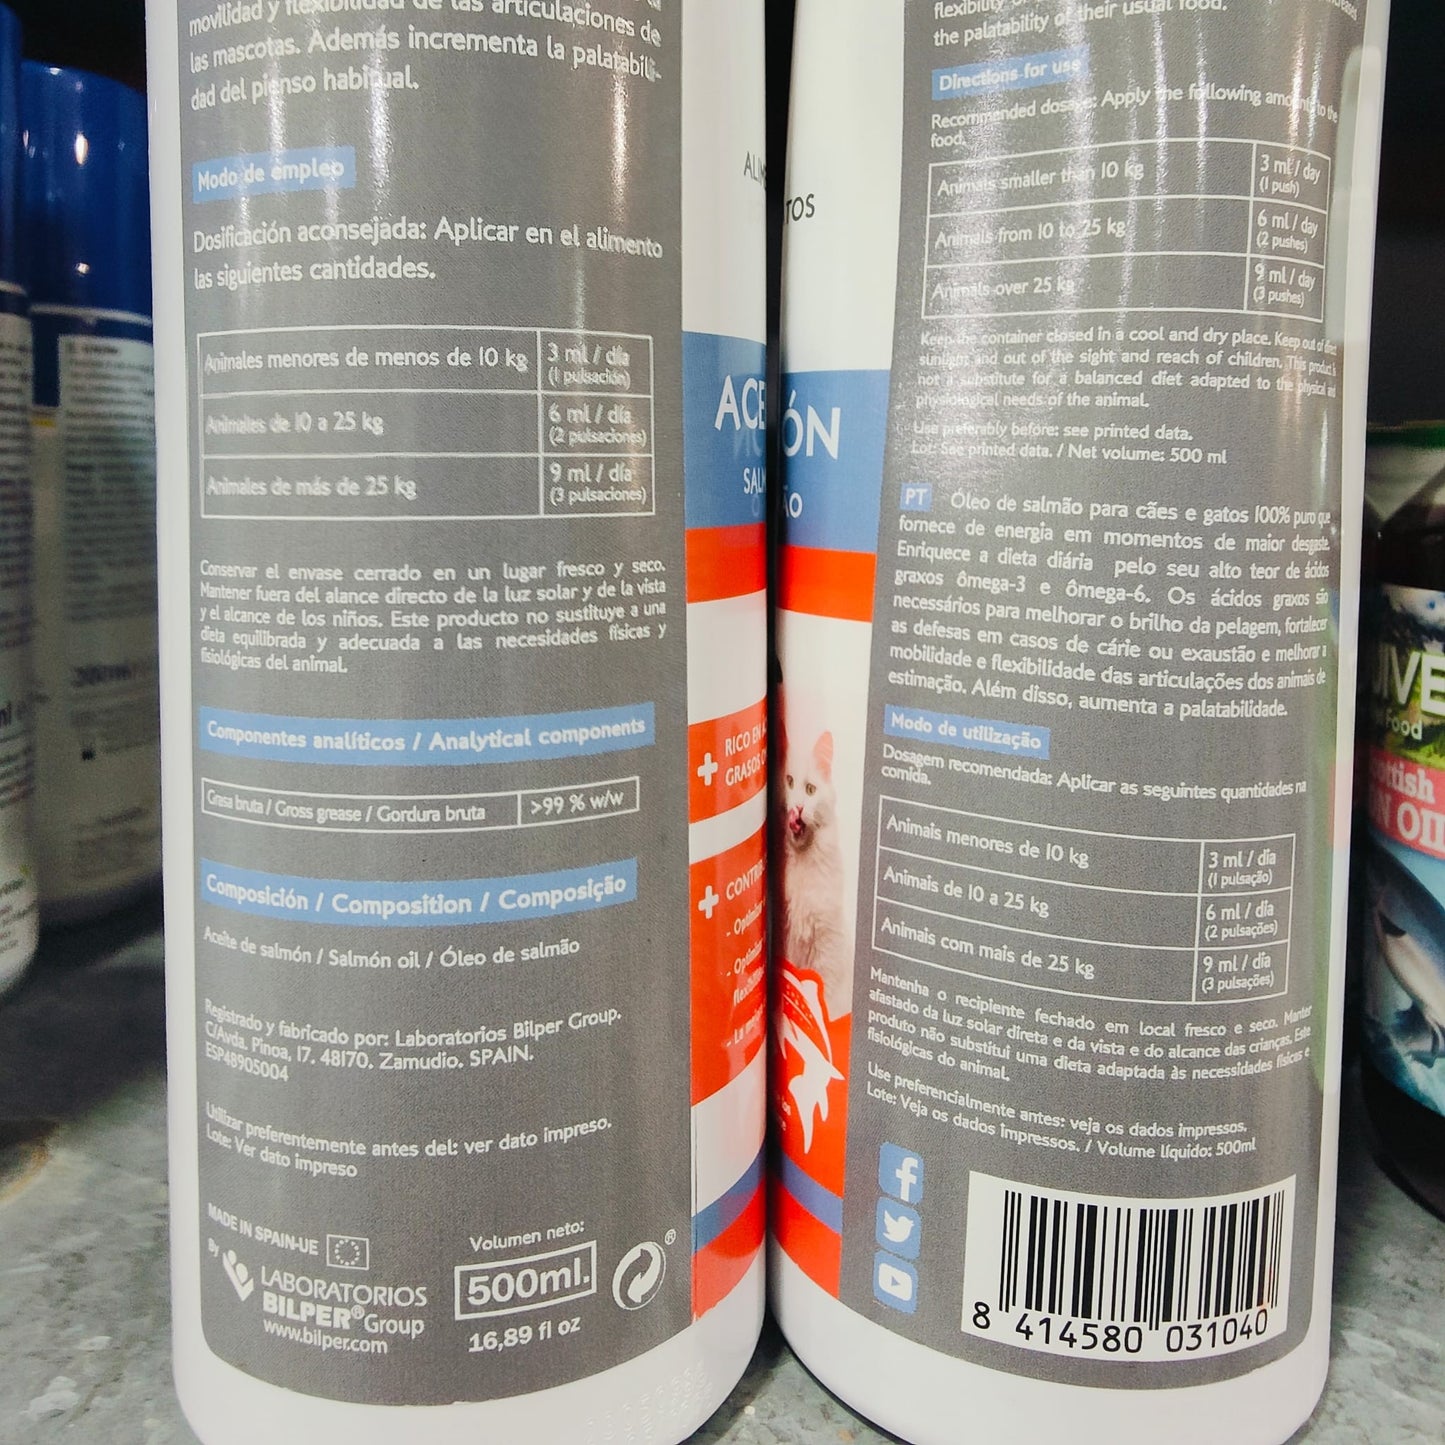 movilidad y flexibilidad de las articulaciones de
las mascotas. Además incrementa la palatabili-
dad del pienso habitual.
Modo de empleo
Dosificación aconsejada: Aplicar en el alimento
las siguientes cantidades.
Animales menores de menos de 10 kg 3 ml / día
(1 pulsación)
Animales de 10 a 25 kg 6 ml / día
(2 pulsaciones)
Animales de más de 25 kg 9 ml / día
(3 pulsaciones)
Conservar el envase cerrado en un lugar fresco y seco.
Mantener fuera del alance directo de la luz solar y de la vista
y el alcance de los niños. Este producto no sustituye a una
dieta equilibrada y adecuada a las necesidades físicas y
fisiológicas del animal.
Componentes analíticos / Analytical components
Grasa bruta / Gross grease / Gordura bruta >99 % w/w
Composición / Composition / Composição
Aceite de salmón / Salmón oil / Óleo de salmão
Registrado y fabricado por: Laboratorios Bilper Group.
C/Avda. Pinoa, 17. 48170. Zamudio. SPAIN.
ESP48905004
Utilizar preferentemente antes del: ver dato impreso.
Lote: Ver dato impreso
MADE IN SPAIN-UE
By
LABORATORIOS
BILPER® Group
www.bilper.com
Volumen neto:
500ml.
16,89 fl oz
®
ACE
SALM
RICO EN A
GRASOS
CONTRI
- Optimi
- Optimi
flexibi
- La m
TOS
ÓN
ÃO
the palatability of their usual food.
Directions for use
Recommended dosage: Apply the following amounts to the
food.
Animals smaller than 10 kg 3 ml / day
(1 push)
Animals from 10 to 25 kg 6 ml / day
(2 pushes)
Animals over 25 kg 9 ml / day
(3 pushes)
Keep the container closed in a cool and dry place. Keep out of direct
sunlight and out of the sight and reach of children. This product is
not a substitute for a balanced diet adapted to the physical and
physiological needs of the animal.
Use preferably before: see printed data.
Lot: See printed data. / Net volume: 500 ml
PT Óleo de salmão para cães e gatos 100% puro que
fornece de energia em momentos de maior desgaste.
Enriquece a dieta diária pelo seu alto teor de ácidos
graxos ômega-3 e ômega-6. Os ácidos graxos são
necessários para melhorar o brilho da pelagem, fortalecer
as defesas em casos de cárie ou exaustão e melhorar a
mobilidade e flexibilidade das articulações dos animais de
estimação. Além disso, aumenta a palatabilidade.
Modo de utilização
Dosagem recomendada: Aplicar as seguintes quantidades na
comida.
Animais menores de 10 kg 3 ml / dia
(1 pulsação)
Animais de 10 a 25 kg 6 ml / dia
(2 pulsações)
Animais com mais de 25 kg 9 ml / dia
(3 pulsações)
Mantenha o recipiente fechado em local fresco e seco. Manter
afastado da luz solar direta e da vista e do alcance das crianças. Este
produto não substitui uma dieta adaptada às necessidades físicas e
fisiológicas do animal.
Use preferencialmente antes: veja os dados impressos.
Lote: Veja os dados impressos. / Volume líquido: 500ml
8 414580 031040
IVE
Food
ottish
N OIL